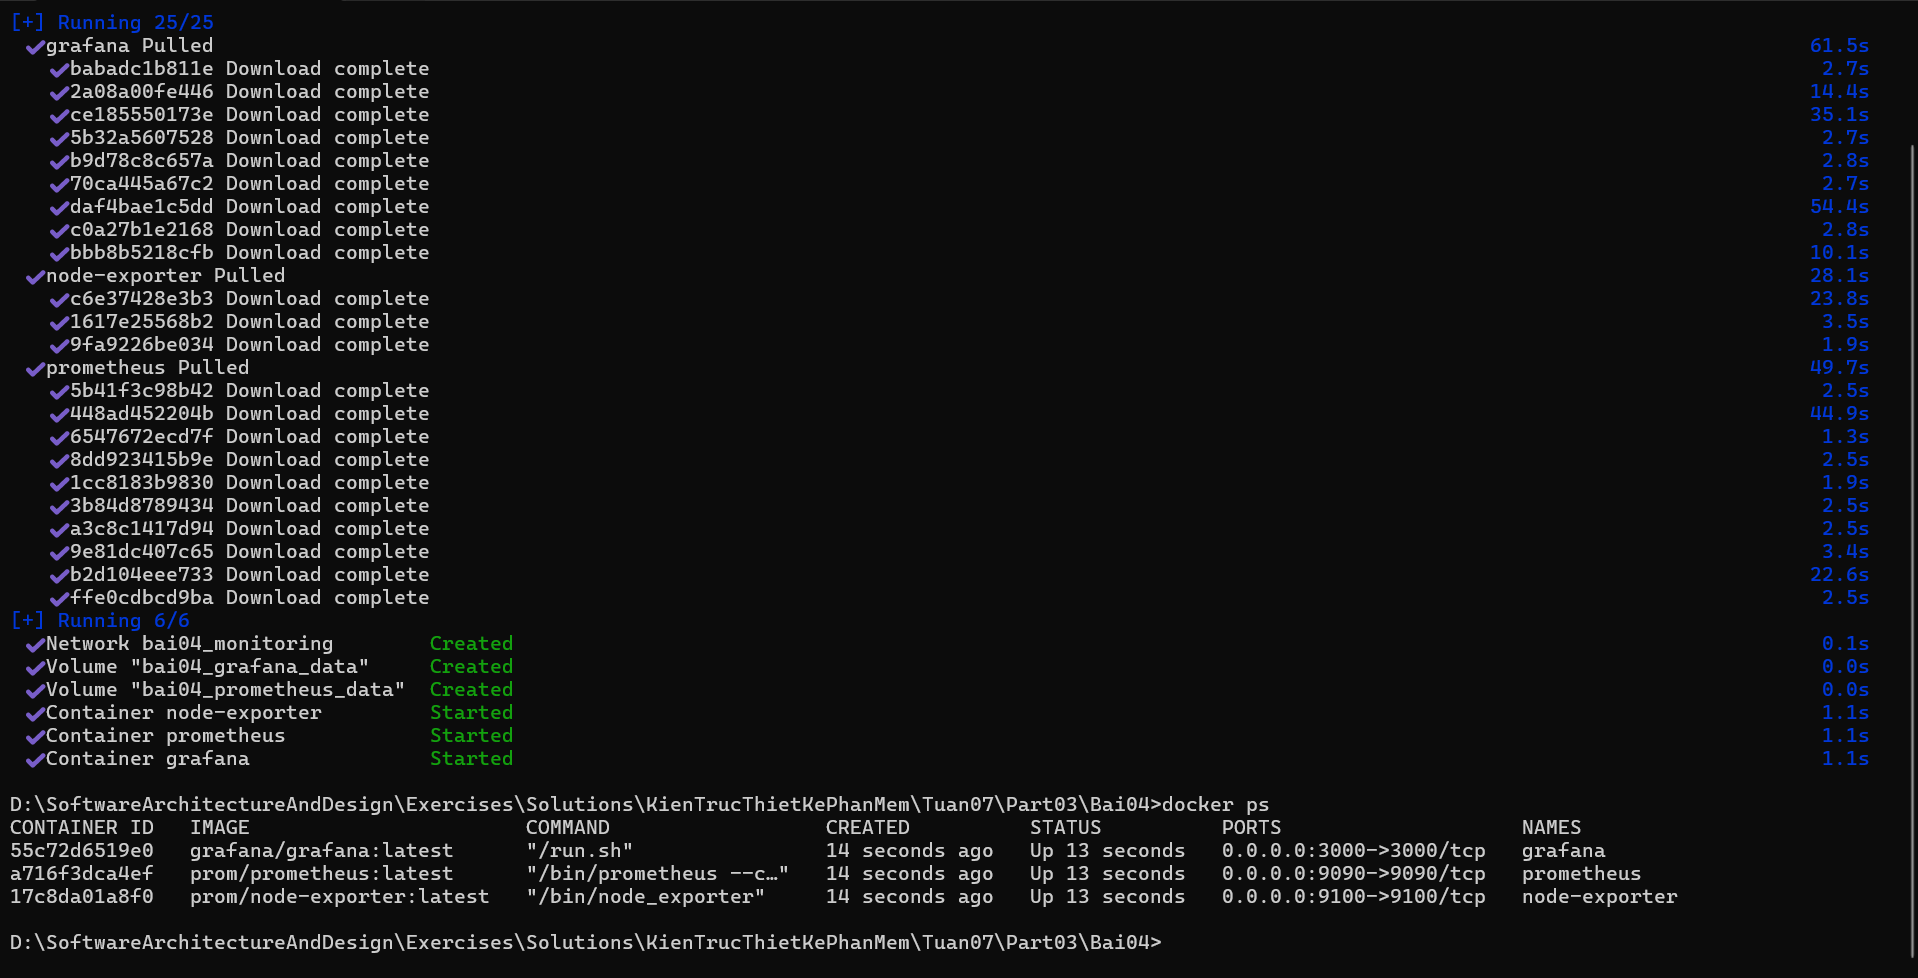 [+] Running 25/25
✔grafana Pulled 61.5s
✔babadc1b811e Download complete 2.7s
✔2a08a00fe446 Download complete 14.4s
✔ce185550173e Download complete 35.1s
✔5b32a5607528 Download complete 2.7s
✔b9d78c8c657a Download complete 2.8s
✔70ca445a67c2 Download complete 2.7s
✔daf4bae1c5dd Download complete 54.4s
✔c0a27b1e2168 Download complete 2.8s
✔bbb8b5218cfb Download complete 10.1s
✔node-exporter Pulled 28.1s
✔c6e37428e3b3 Download complete 23.8s
✔1617e25568b2 Download complete 3.5s
✔9fa9226be034 Download complete 1.9s
✔prometheus Pulled 49.7s
✔5b41f3c98b42 Download complete 2.5s
✔448ad452204b Download complete 44.9s
✔6547672ecd7f Download complete 1.3s
✔8dd923415b9e Download complete 2.5s
✔1cc8183b9830 Download complete 1.9s
✔3b84d8789434 Download complete 2.5s
✔a3c8c1417d94 Download complete 2.5s
✔9e81dc407c65 Download complete 3.4s
✔b2d104eee733 Download complete 22.6s
✔ffe0cdbcd9ba Download complete 2.5s
[+] Running 6/6
✔Network bai04_monitoring Created 0.1s
✔Volume "bai04_grafana_data" Created 0.0s
✔Volume "bai04_prometheus_data" Created 0.0s
✔Container node-exporter Started 1.1s
✔Container prometheus Started 1.1s
✔Container grafana Started 1.1s
D:\SoftwareArchitectureAndDesign\Exercises\Solutions\KienTrucThietKePhanMem\Tuan07\Part03\Bai04>docker ps
CONTAINER ID IMAGE COMMAND CREATED STATUS PORTS NAMES
55c72d6519e0 grafana/grafana:latest "/run.sh" 14 seconds ago Up 13 seconds 0.0.0.0:3000->3000/tcp grafana
a716f3dca4ef prom/prometheus:latest "/bin/prometheus --c…" 14 seconds ago Up 13 seconds 0.0.0.0:9090->9090/tcp prometheus
17c8da01a8f0 prom/node-exporter:latest "/bin/node_exporter" 14 seconds ago Up 13 seconds 0.0.0.0:9100->9100/tcp node-exporter
D:\SoftwareArchitectureAndDesign\Exercises\Solutions\KienTrucThietKePhanMem\Tuan07\Part03\Bai04>